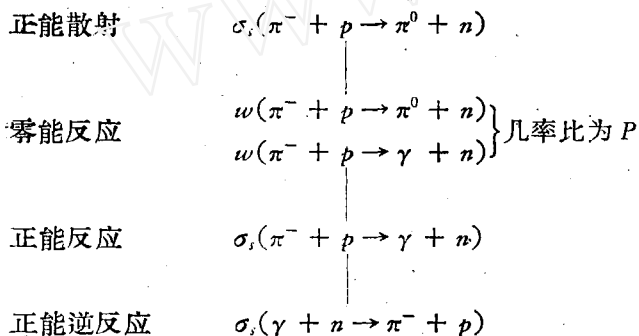 正能散射 σₛ(π⁻ + p → π⁰ + n)
零能反应 w(π⁻ + p → π⁰ + n)
w(π⁻ + p → γ + n) }几率比为 P
正能反应 σₛ(π⁻ + p → γ + n)
正能逆反应 σₛ(γ + n → π⁻ + p)